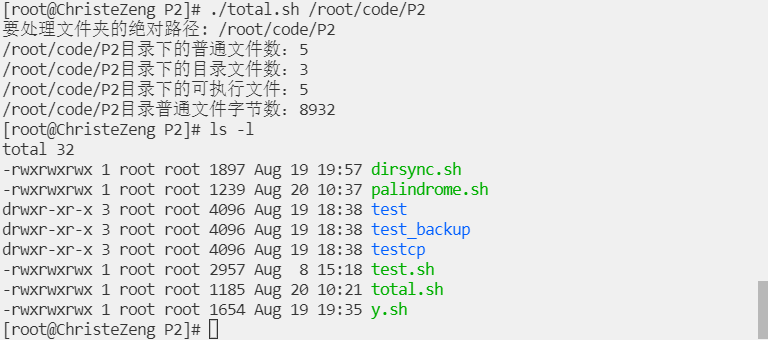 [root@ChristeZeng P2]# ./total.sh /root/code/P2
要处理文件夹的绝对路径: /root/code/P2
/root/code/P2目录下的普通文件数: 5
/root/code/P2目录下的目录文件数: 3
/root/code/P2目录下的可执行文件: 5
/root/code/P2目录普通文件字节数: 8932
[root@ChristeZeng P2]# ls -l
total 32
-rwxrwxrwx 1 root root 1897 Aug 19 19:57 dirsync.sh
-rwxrwxrwx 1 root root 1239 Aug 20 10:37 palindrome.sh
drwxr-xr-x 3 root root 4096 Aug 19 18:38 test
drwxr-xr-x 3 root root 4096 Aug 19 18:38 test_backup
drwxr-xr-x 3 root root 4096 Aug 19 18:38 testcp
-rwxrwxrwx 1 root root 2957 Aug  8 15:18 test.sh
-rwxrwxrwx 1 root root 1185 Aug 20 10:21 total.sh
-rwxrwxrwx 1 root root 1654 Aug 19 19:35 y.sh
[root@ChristeZeng P2]#